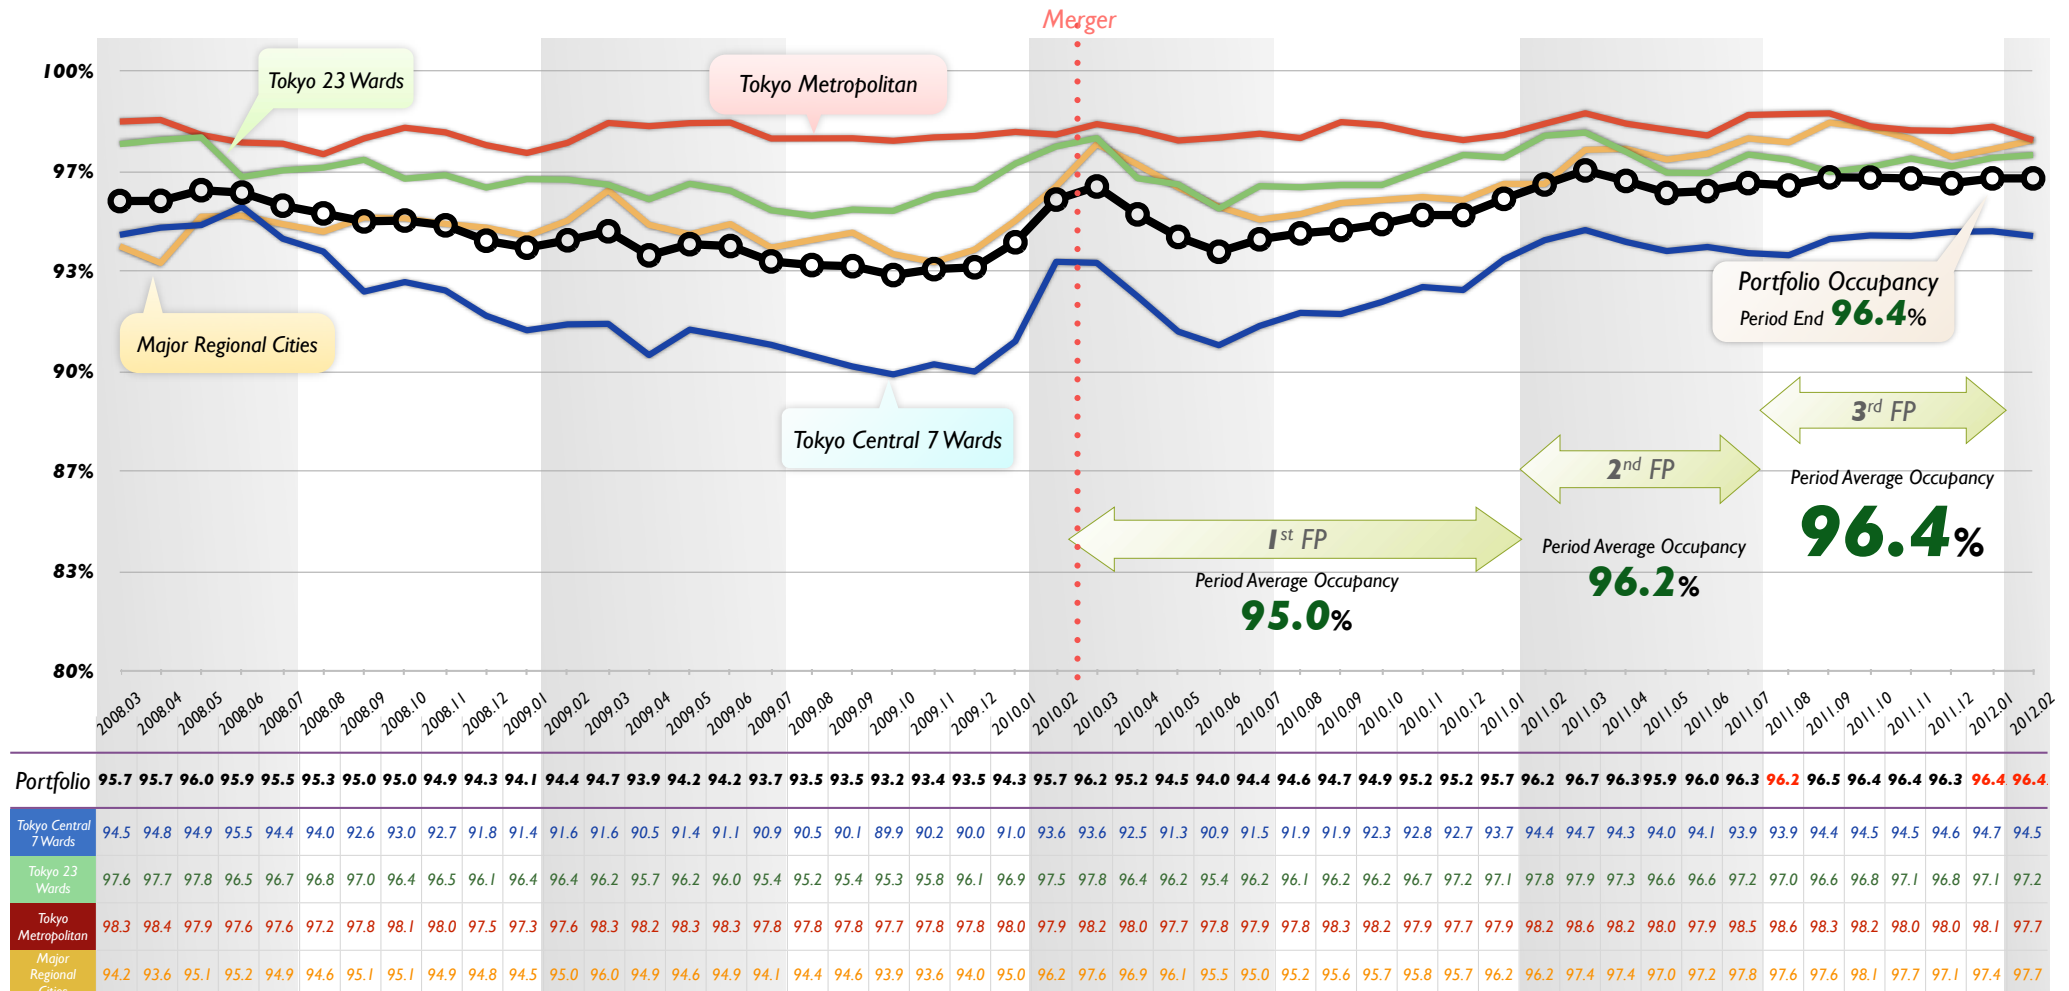 Merger
100%
97%
93%
90%
87%
83%
80%
Tokyo 23 Wards
Tokyo Metropolitan
Major Regional Cities
Tokyo Central 7 Wards
Portfolio Occupancy
Period End 96.4%
3rd FP
Period Average Occupancy
96.4%
2nd FP
Period Average Occupancy
96.2%
1st FP
Period Average Occupancy
95.0%
2008.03 2008.04 2008.05 2008.06 2008.07 2008.08 2008.09 2008.10 2008.11 2008.12 2009.01 2009.02 2009.03 2009.04 2009.05 2009.06 2009.07 2009.08 2009.09 2009.10 2009.11 2009.12 2010.01 2010.02 2010.03 2010.04 2010.05 2010.06 2010.07 2010.08 2010.09 2010.10 2010.11 2010.12 2011.01 2011.02 2011.03 2011.04 2011.05 2011.06 2011.07 2011.08 2011.09 2011.10 2011.11 2011.12 2012.01 2012.02
Portfolio 95.7 95.7 96.0 95.9 95.5 95.3 95.0 95.0 94.9 94.3 94.1 94.4 94.7 93.9 94.2 94.2 93.7 93.5 93.5 93.2 93.4 93.5 94.3 95.7 96.2 95.2 94.5 94.0 94.4 94.6 94.7 94.9 95.2 95.2 95.7 96.2 96.7 96.3 95.9 96.0 96.3 96.2 96.5 96.4 96.4 96.3 96.4 96.4
Tokyo Central
7 Wards
94.5 94.8 94.9 95.5 94.4 94.0 92.6 93.0 92.7 91.8 91.4 91.6 91.6 90.5 91.4 91.1 90.9 90.5 90.1 89.9 90.2 90.0 91.0 93.6 93.6 92.5 91.3 90.9 91.5 91.9 91.9 92.3 92.8 92.7 93.7 94.4 94.7 94.3 94.0 94.1 93.9 93.9 94.4 94.5 94.5 94.6 94.7 94.5
Tokyo 23
Wards
97.6 97.7 97.8 96.5 96.7 96.8 97.0 96.4 96.5 96.1 96.4 96.4 96.2 95.7 96.2 96.0 95.4 95.2 95.4 95.3 95.8 96.1 96.9 97.5 97.8 96.4 96.2 95.4 96.2 96.1 96.2 96.2 96.7 97.2 97.1 97.8 97.9 97.3 96.6 96.6 97.2 97.0 96.6 96.8 97.1 96.8 97.1 97.2
Tokyo
Metropolitan
98.3 98.4 97.9 97.6 97.6 97.2 97.8 98.1 98.0 97.5 97.3 97.6 98.3 98.2 98.3 98.3 97.8 97.8 97.8 97.7 97.8 97.8 98.0 97.9 98.2 98.0 97.7 97.8 97.9 97.8 98.3 98.2 97.9 97.7 97.9 98.2 98.6 98.2 98.0 97.9 98.5 98.6 98.3 98.2 98.0 98.0 98.1 97.7
Major
Regional
Cities
94.2 93.6 95.1 95.2 94.9 94.6 95.1 95.1 94.9 94.8 94.5 95.0 96.0 94.9 94.6 94.9 94.1 94.4 94.6 93.9 93.6 94.0 95.0 96.2 97.6 96.9 96.1 95.5 95.0 95.2 95.6 95.7 95.8 95.7 96.2 96.2 97.4 97.4 97.0 97.2 97.8 97.6 97.6 98.1 97.7 97.1 97.4 97.7